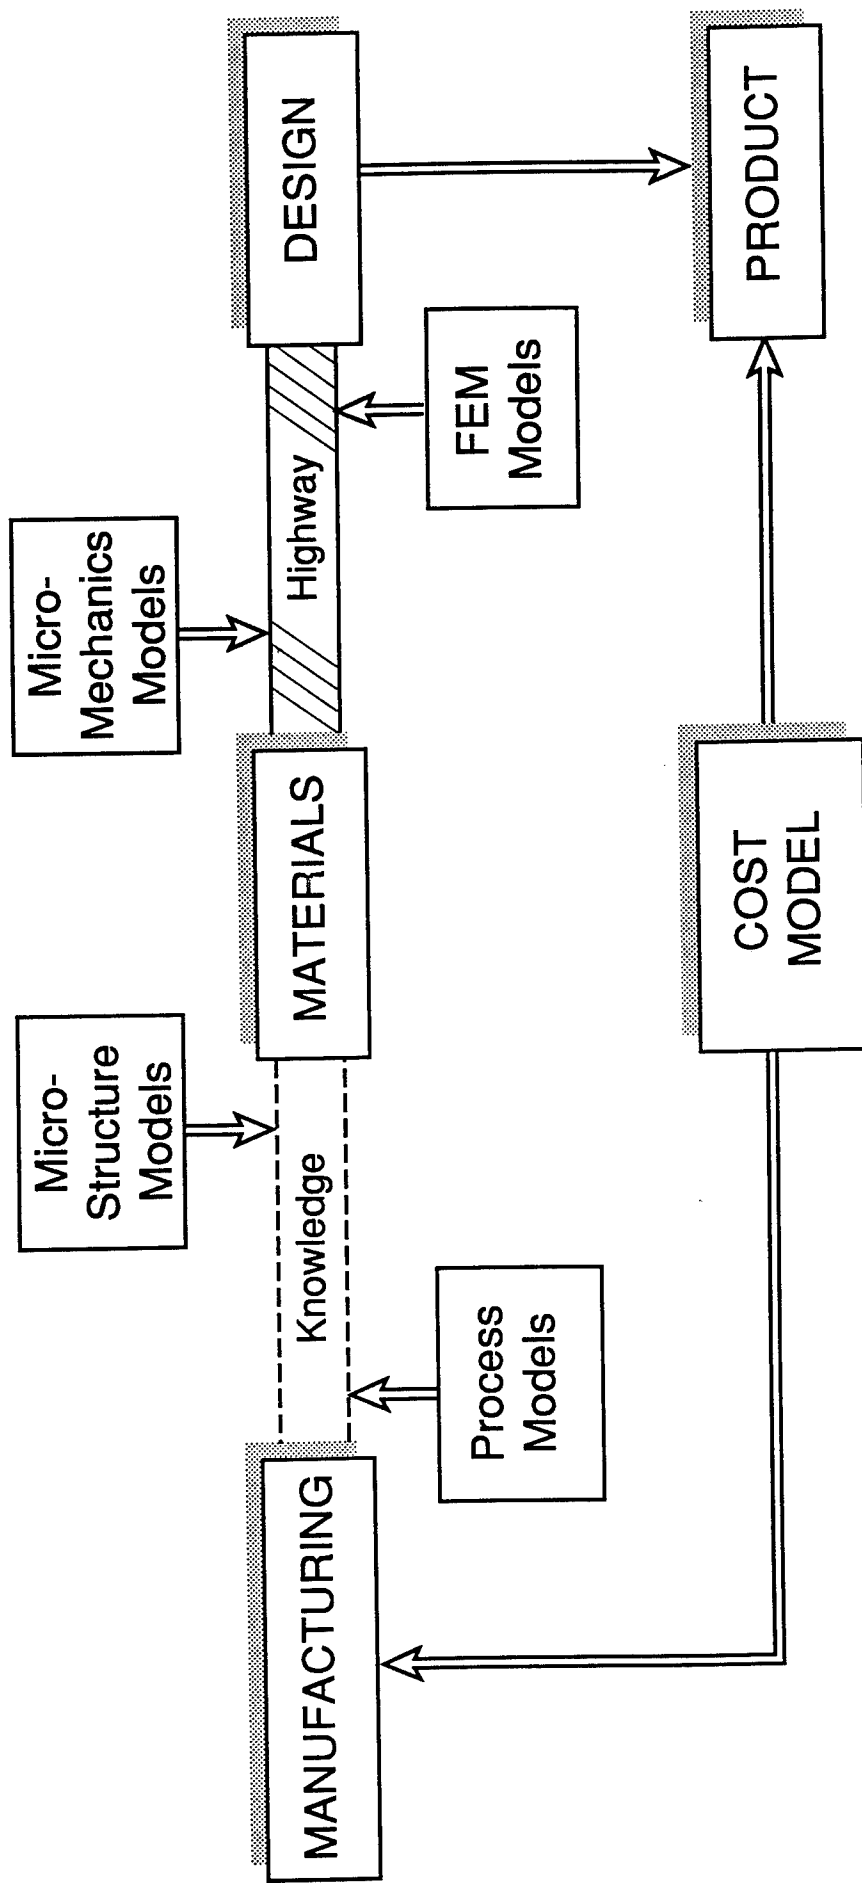 Micro-
Structure
Models
Micro-
Mechanics
Models
MANUFACTURING
Knowledge
MATERIALS
Highway
DESIGN
Process
Models
FEM
Models
COST
MODEL
PRODUCT